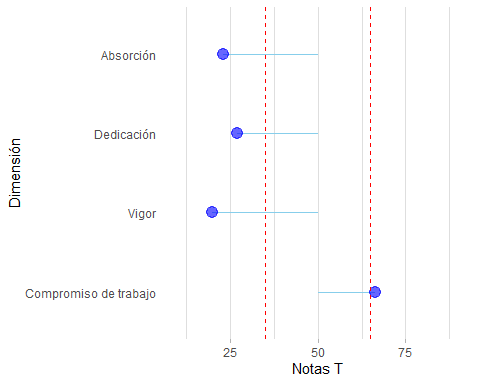 Dimensión
Absorción
Dedicación
Vigor
Compromiso de trabajo
25 50 75
Notas T